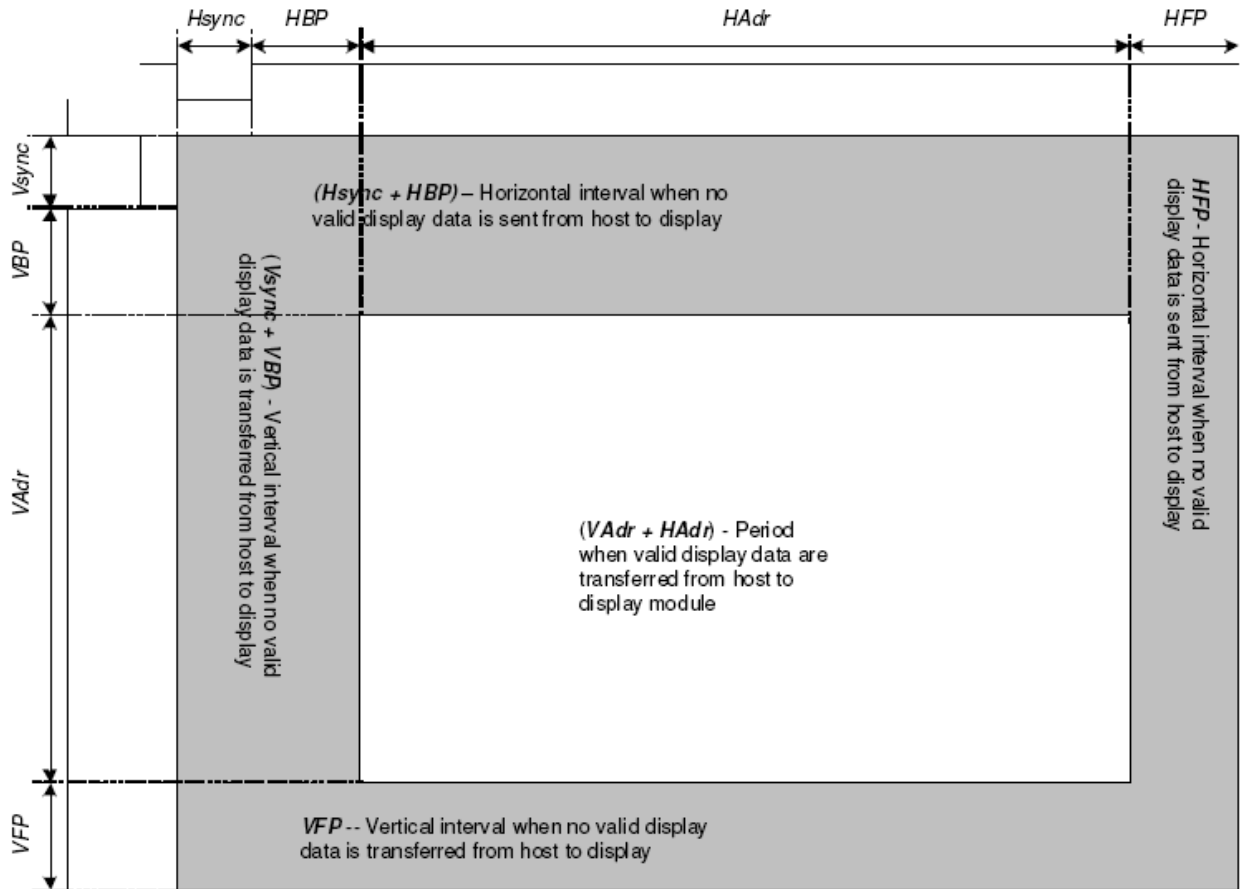 Hsync
HBP
HAdr
HFP
Vsync
VBP
VAdr
VFP
(Hsync + HBP) – Horizontal interval when no
valid display data is sent from host to display
(Vsync + VBP) - Vertical interval when no valid
display data is transferred from host to display
HFP - Horizontal interval when no valid
display data is sent from host to display
(VAdr + HAdr) - Period
when valid display data are
transferred from host to
display module
VFP -- Vertical interval when no valid display
data is transferred from host to display